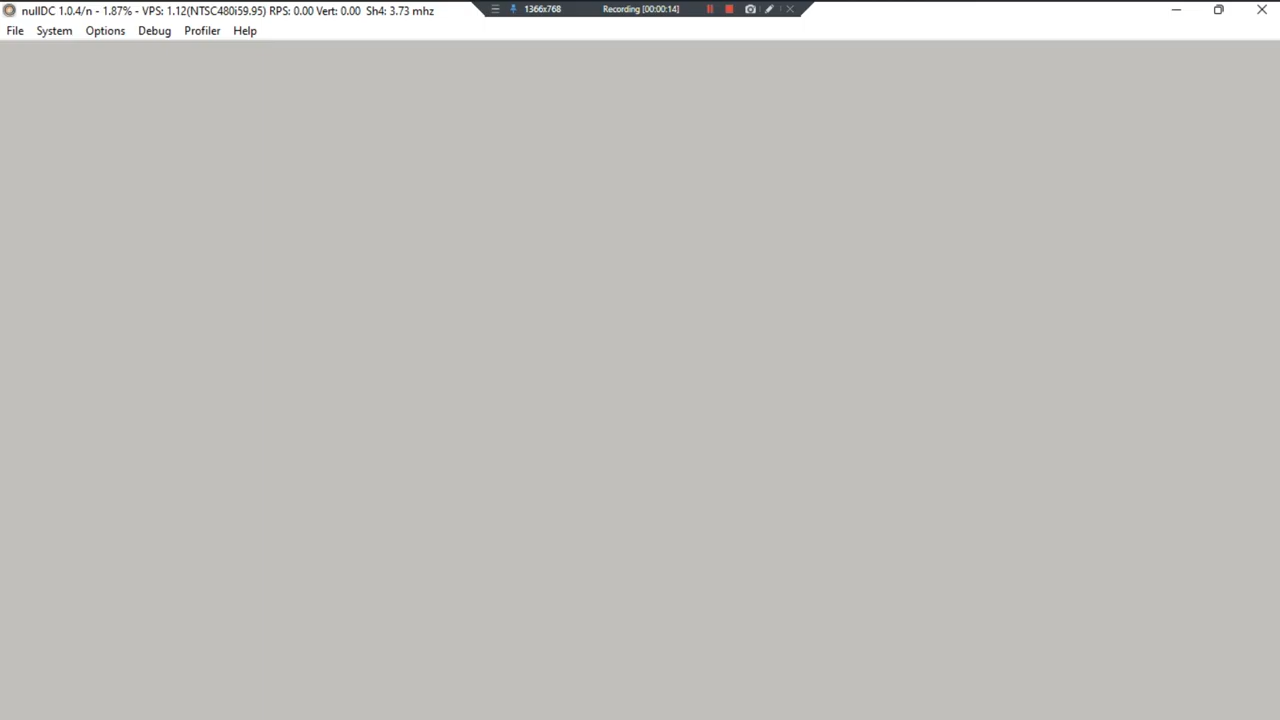 nullDC 1.0.4/n - 1.87% - VPS: 1.12(NTSC480i59.95) RPS: 0.00 Vert: 0.00 Sh4: 3.73 mhz
1366x768 Recording [00:00:14]
File System Options Debug Profiler Help